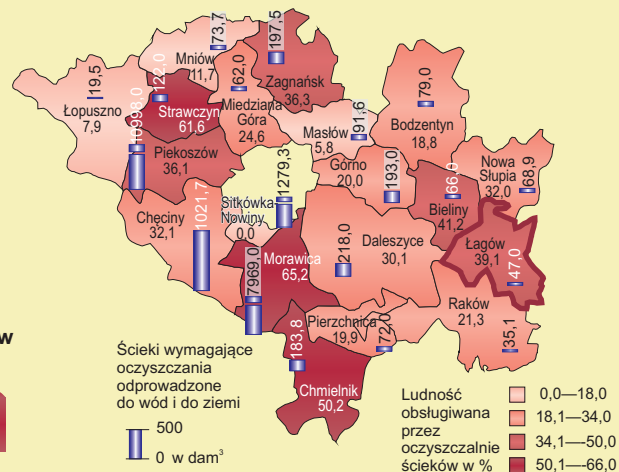 73,7
Mniów
11,7
197,5
Zagnańsk
36,3
19,5
Łopuszno
7,9
122,0
Strawczyn
61,6
62,0
Miedziana
Góra
24,6
79,0
Bodzentyn
18,8
Masłów
5,8
91,6
10998,0
Piekoszów
36,1
Górno
20,0
193,0
66,0
Bieliny
41,2
Nowa
Słupia
32,0
68,9
1279,3
Sitkówka-
Nowiny
0,0
Chęciny
32,1
1021,7
Łagów
39,1
47,0
Daleszyce
30,1
218,0
Morawica
65,2
7969,0
Raków
21,3
35,1
Pierzchnica
19,9
72,0
183,8
Chmielnik
50,2
w
Ścieki wymagające
oczyszczania
odprowadzone
do wód i do ziemi
500
0 w dam³
Ludność
obsługiwana
przez
oczyszczalnie
ścieków w %
0,0—18,0
18,1—34,0
34,1—50,0
50,1—66,0